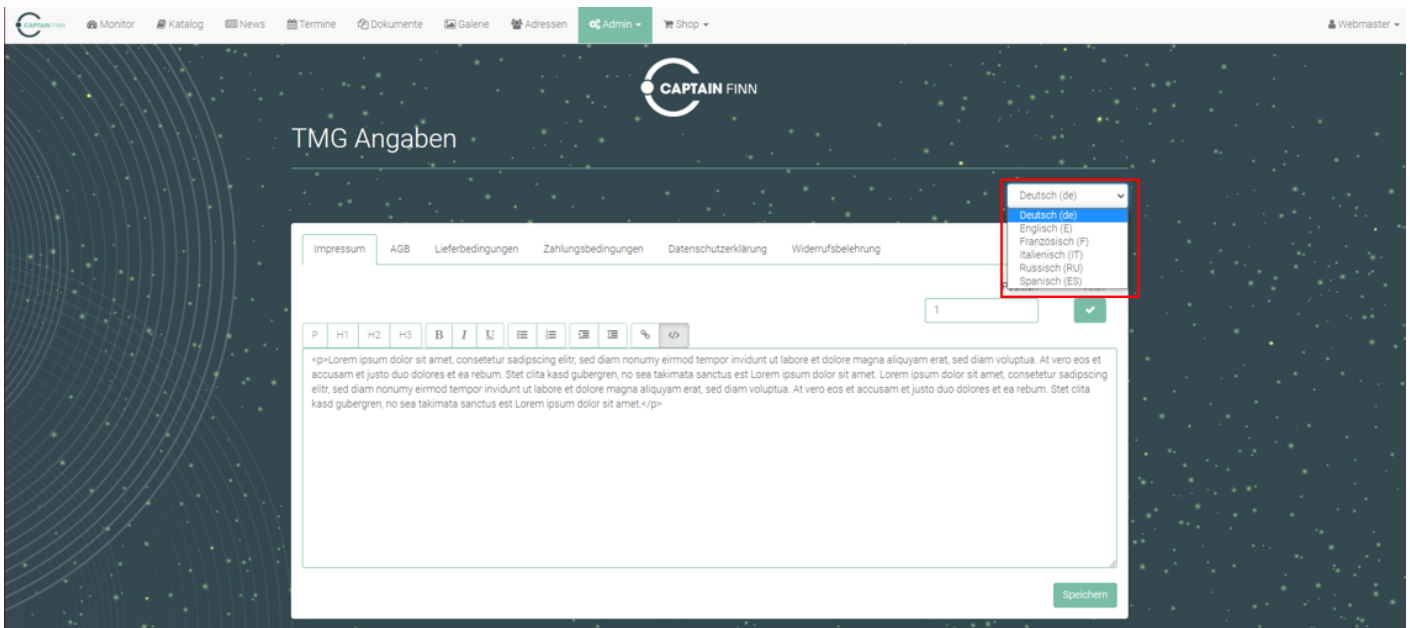 CAPTAIN FINN Monitor Katalog News Termine Dokumente Galerie Adressen Admin Shop Webmaster
CAPTAIN FINN
TMG Angaben
Deutsch (de)
Deutsch (de)
Englisch (E)
Französisch (F)
Italienisch (IT)
Russisch (RU)
Spanisch (ES)
Impressum AGB Lieferbedingungen Zahlungsbedingungen Datenschutzerklärung Widerrufsbelehrung
1
P H1 H2 H3 B I U </>
<p>Lorem ipsum dolor sit amet, consetetur sadipscing elitr, sed diam nonumy eirmod tempor invidunt ut labore et dolore magna aliquyam erat, sed diam voluptua. At vero eos et
accusam et justo duo dolores et ea rebum. Stet clita kasd gubergren, no sea takimata sanctus est Lorem ipsum dolor sit amet. Lorem ipsum dolor sit amet, consetetur sadipscing
elitr, sed diam nonumy eirmod tempor invidunt ut labore et dolore magna aliquyam erat, sed diam voluptua. At vero eos et accusam et justo duo dolores et ea rebum. Stet clita
kasd gubergren, no sea takimata sanctus est Lorem ipsum dolor sit amet.</p>
Speichern